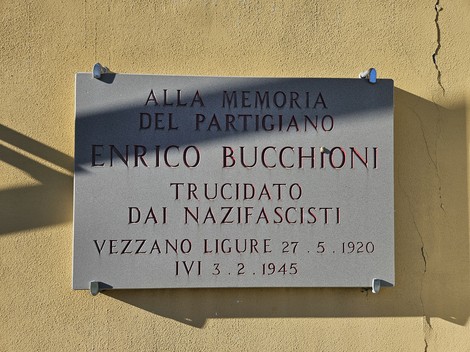 ALLA MEMORIA
DEL PARTIGIANO
ENRICO BUCCHIONI
TRUCIDATO
DAI NAZIFASCISTI
VEZZANO LIGURE 27.5.1920
IVI 3.2.1945